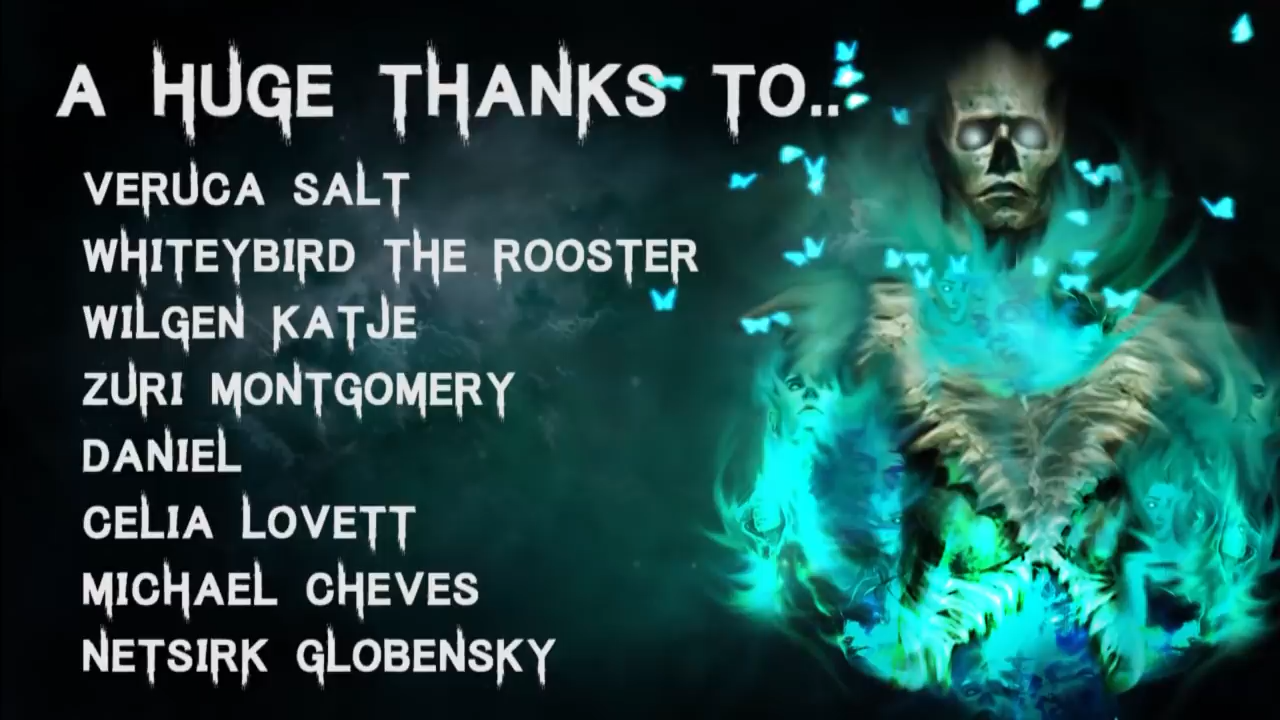 A HUGE THANKS TO..
VERUCA SALT
WHITEYBIRD THE ROOSTER
WILGEN KATJE
ZURI MONTGOMERY
DANIEL
CELIA LOVETT
MICHAEL CHEVES
NETSIRK GLOBENSKY